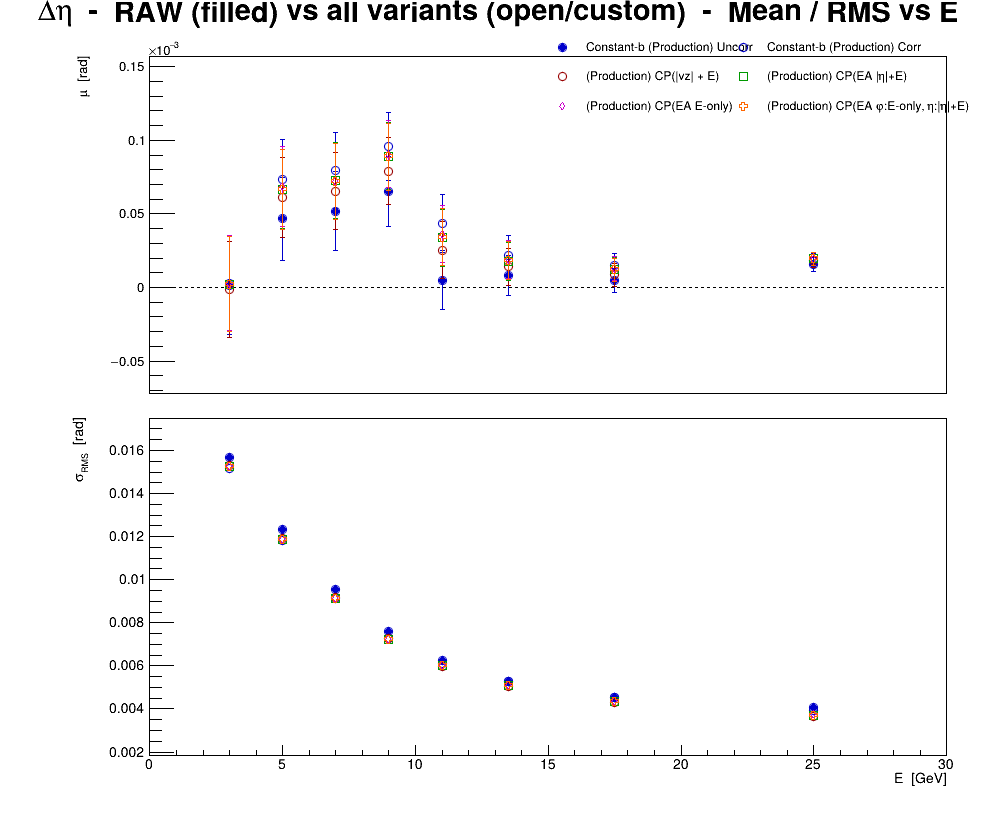 Δη - RAW (filled) vs all variants (open/custom) - Mean / RMS vs E
×10⁻³
Constant-b (Production) Uncorr
Constant-b (Production) Corr
(Production) CP(|vz| + E)
(Production) CP(EA |η|+E)
(Production) CP(EA E-only)
(Production) CP(EA φ:E-only, η:|η|+E)
μ [rad]
0.15
0.1
0.05
0
−0.05
σRMS [rad]
0.016
0.014
0.012
0.01
0.008
0.006
0.004
0.002
0 5 10 15 20 25 30
E [GeV]